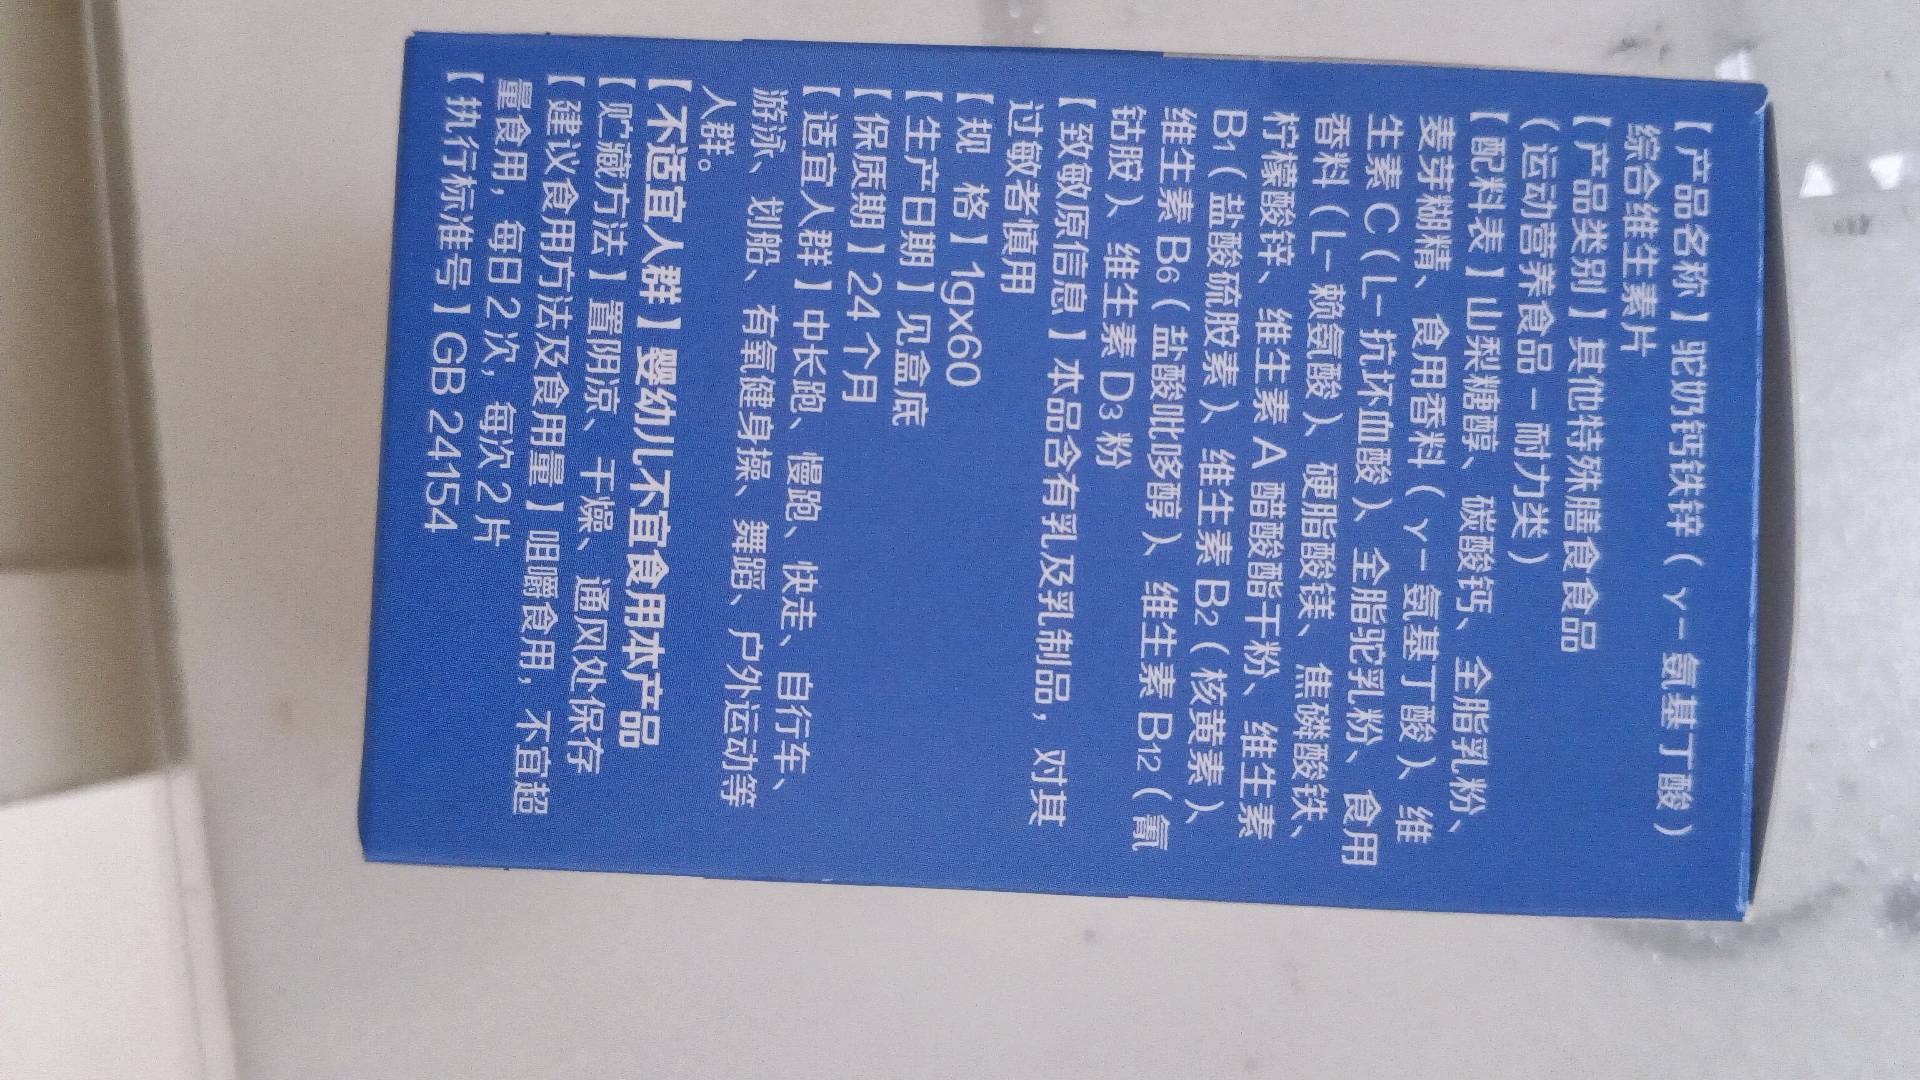 【产品名称】驼奶钙铁锌（γ-氨基丁酸）
综合维生素片
【产品类别】其他特殊膳食食品
（运动营养食品-耐力类）
【配料表】山梨糖醇、碳酸钙、全脂乳粉、
麦芽糊精、食用香料（γ-氨基丁酸）、维
生素C（L-抗坏血酸）、全脂驼乳粉、食用
香料（L-赖氨酸）、硬脂酸镁、焦磷酸铁、
柠檬酸锌、维生素A醋酸酯干粉、维生素
B1（盐酸硫胺素）、维生素B2（核黄素）、
维生素B6（盐酸吡哆醇）、维生素B12（氰
钴胺）、维生素D3粉
【致敏原信息】本品含有乳及乳制品，对其
过敏者慎用
【规 格】1gx60
【生产日期】见盒底
【保质期】24个月
【适宜人群】中长跑、慢跑、快走、自行车、
游泳、划船、有氧健身操、舞蹈、户外运动等
人群。
【不适宜人群】婴幼儿不宜食用本产品
【贮藏方法】置阴凉、干燥、通风处保存
【建议食用方法及食用量】咀嚼食用，不宜超
量食用，每日2次，每次2片
【执行标准号】GB 24154